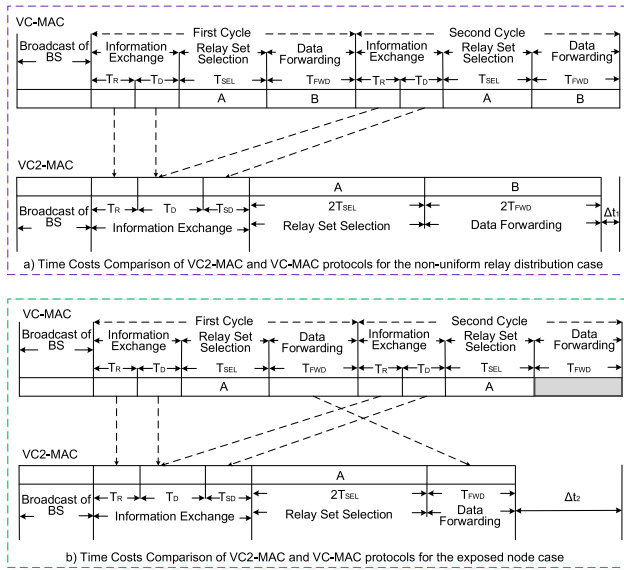 VC-MAC
First Cycle
Second Cycle
Broadcast of BS
Information Exchange
Relay Set Selection
Data Forwarding
Information Exchange
Relay Set Selection
Data Forwarding
TR
TD
TSEL
TFWD
TR
TD
TSEL
TFWD
A
B
A
B
VC2-MAC
A
B
Broadcast of BS
TR
TD
TSD
2TSEL
2TFWD
Δt1
Information Exchange
Relay Set Selection
Data Forwarding
a) Time Costs Comparison of VC2-MAC and VC-MAC protocols for the non-uniform relay distribution case
VC-MAC
First Cycle
Second Cycle
Broadcast of BS
Information Exchange
Relay Set Selection
Data Forwarding
Information Exchange
Relay Set Selection
Data Forwarding
TR
TD
TSEL
TFWD
TR
TD
TSEL
TFWD
A
A
VC2-MAC
A
Broadcast of BS
TR
TD
TSD
2TSEL
TFWD
Δt2
Information Exchange
Relay Set Selection
Data Forwarding
b) Time Costs Comparison of VC2-MAC and VC-MAC protocols for the exposed node case